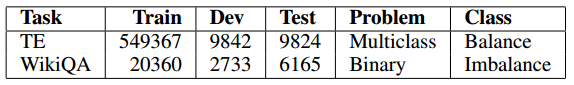 Task Train Dev Test Problem Class
TE 549367 9842 9824 Multiclass Balance
WikiQA 20360 2733 6165 Binary Imbalance